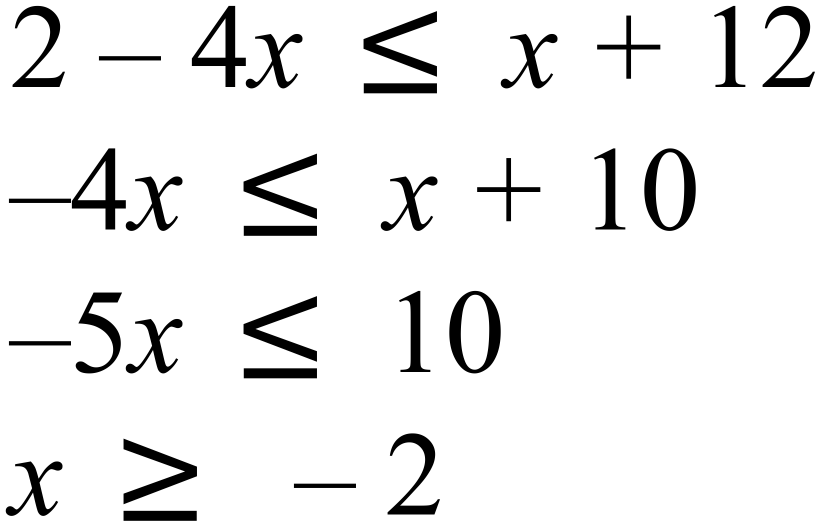 2 – 4x ≤ x + 12
–4x ≤ x + 10
–5x ≤ 10
x ≥ – 2